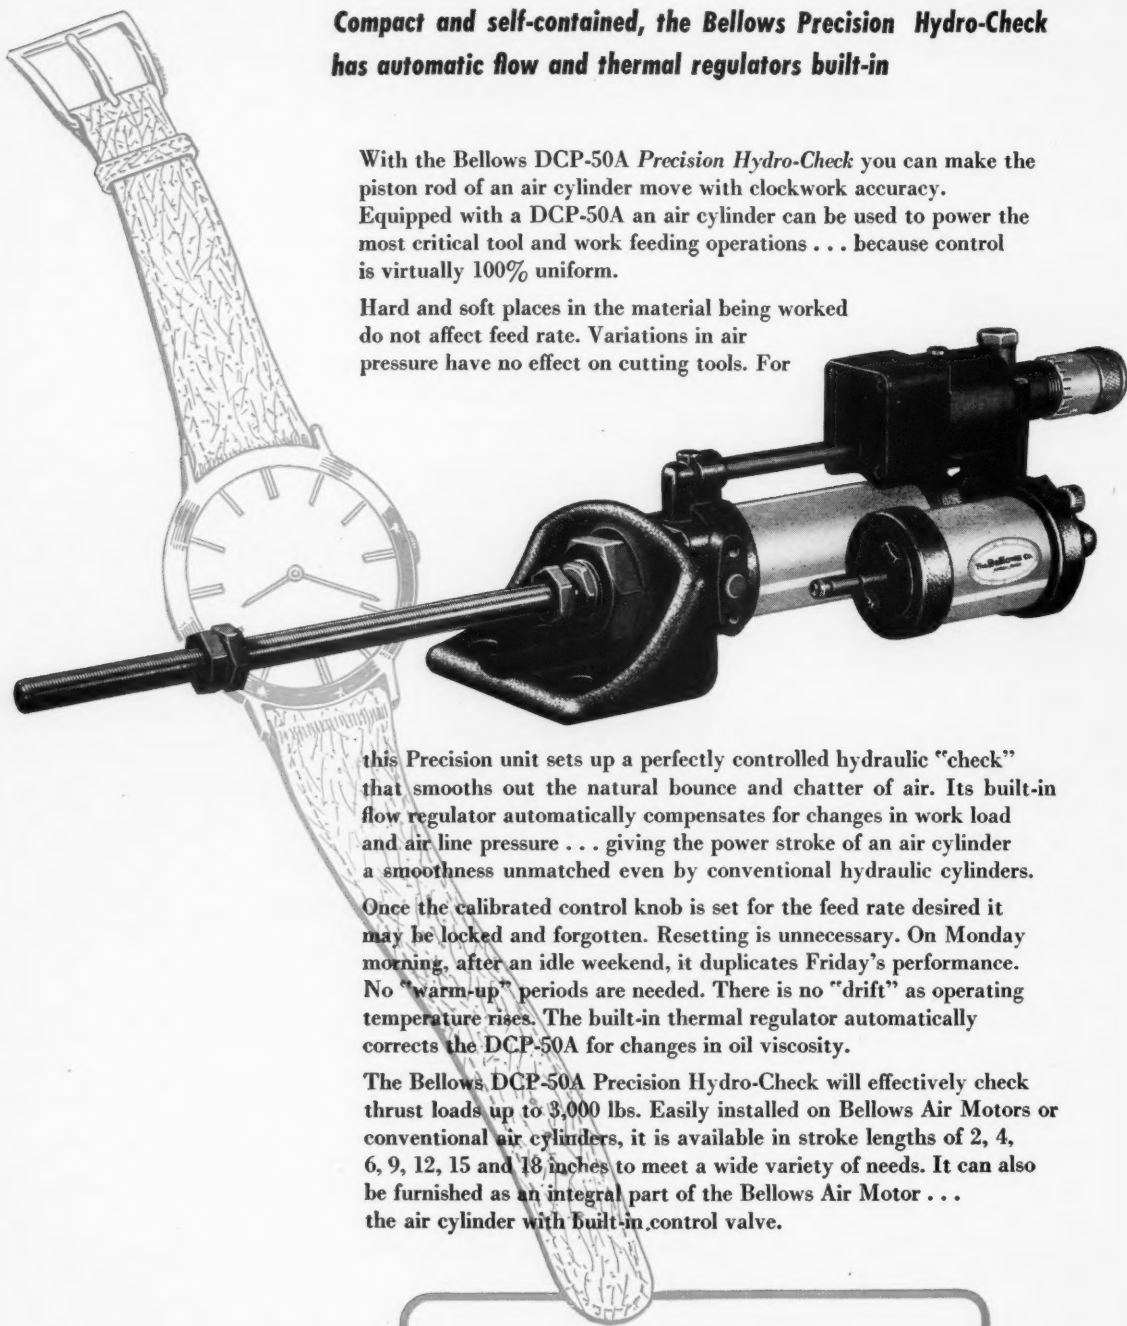 Compact and self-contained, the Bellows Precision Hydro-Check
has automatic flow and thermal regulators built-in
With the Bellows DCP-50A Precision Hydro-Check you can make the
piston rod of an air cylinder move with clockwork accuracy.
Equipped with a DCP-50A an air cylinder can be used to power the
most critical tool and work feeding operations . . . because control
is virtually 100% uniform.
Hard and soft places in the material being worked
do not affect feed rate. Variations in air
pressure have no effect on cutting tools. For
The Bellows Co.
this Precision unit sets up a perfectly controlled hydraulic "check"
that smooths out the natural bounce and chatter of air. Its built-in
flow regulator automatically compensates for changes in work load
and air line pressure . . . giving the power stroke of an air cylinder
a smoothness unmatched even by conventional hydraulic cylinders.
Once the calibrated control knob is set for the feed rate desired it
may be locked and forgotten. Resetting is unnecessary. On Monday
morning, after an idle weekend, it duplicates Friday's performance.
No "warm-up" periods are needed. There is no "drift" as operating
temperature rises. The built-in thermal regulator automatically
corrects the DCP-50A for changes in oil viscosity.
The Bellows DCP-50A Precision Hydro-Check will effectively check
thrust loads up to 3,000 lbs. Easily installed on Bellows Air Motors or
conventional air cylinders, it is available in stroke lengths of 2, 4,
6, 9, 12, 15 and 18 inches to meet a wide variety of needs. It can also
be furnished as an integral part of the Bellows Air Motor . . .
the air cylinder with built-in control valve.